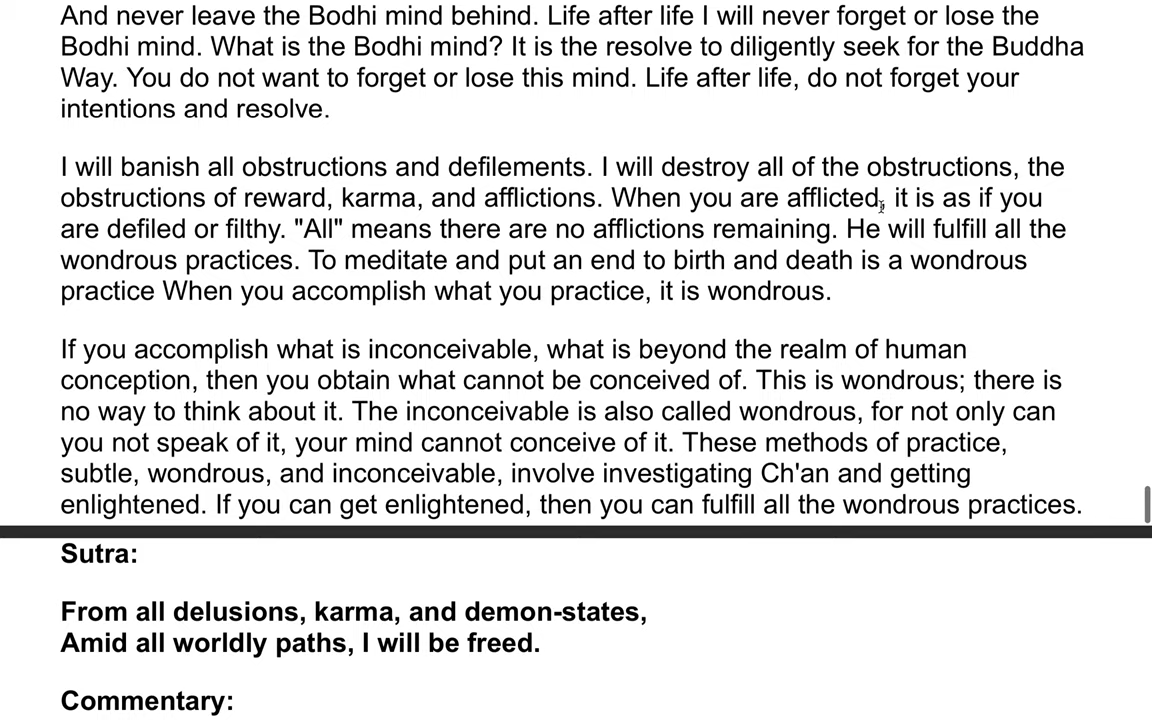 And never leave the Bodhi mind behind. Life after life I will never forget or lose the
Bodhi mind. What is the Bodhi mind? It is the resolve to diligently seek for the Buddha
Way. You do not want to forget or lose this mind. Life after life, do not forget your
intentions and resolve.
I will banish all obstructions and defilements. I will destroy all of the obstructions, the
obstructions of reward, karma, and afflictions. When you are afflicted, it is as if you
are defiled or filthy. "All" means there are no afflictions remaining. He will fulfill all the
wondrous practices. To meditate and put an end to birth and death is a wondrous
practice When you accomplish what you practice, it is wondrous.
If you accomplish what is inconceivable, what is beyond the realm of human
conception, then you obtain what cannot be conceived of. This is wondrous; there is
no way to think about it. The inconceivable is also called wondrous, for not only can
you not speak of it, your mind cannot conceive of it. These methods of practice,
subtle, wondrous, and inconceivable, involve investigating Ch'an and getting
enlightened. If you can get enlightened, then you can fulfill all the wondrous practices.
Sutra:
From all delusions, karma, and demon-states,
Amid all worldly paths, I will be freed.
Commentary: